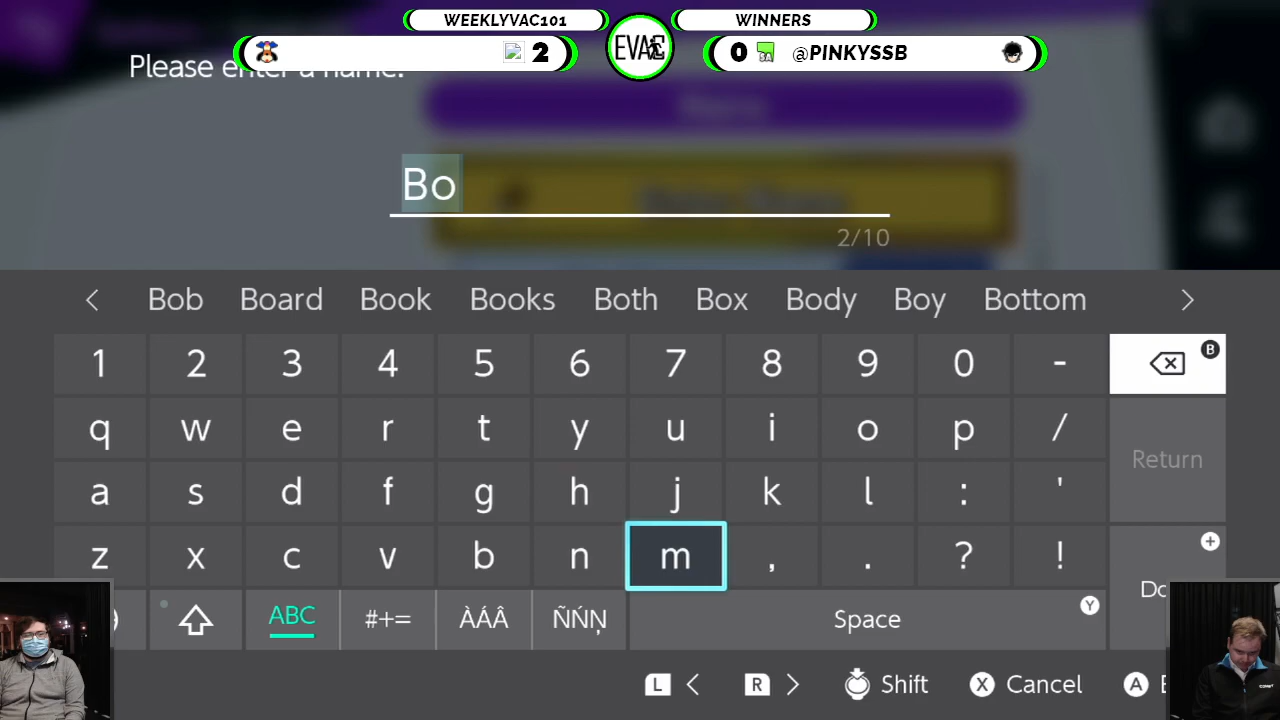 WEEKLYVAC101
WINNERS
2
EVAC
0
@PINKYSSB
Please enter a name.
Bo
2/10
Bob Board Book Books Both Box Body Boy Bottom
1 2 3 4 5 6 7 8 9 0 - B
q w e r t y u i o p /
Return
a s d f g h j k l : '
z x c v b n m , . ? ! +
ABC #+= ÀÁÂ ÑŃŅ Space Y
L R Shift X Cancel A